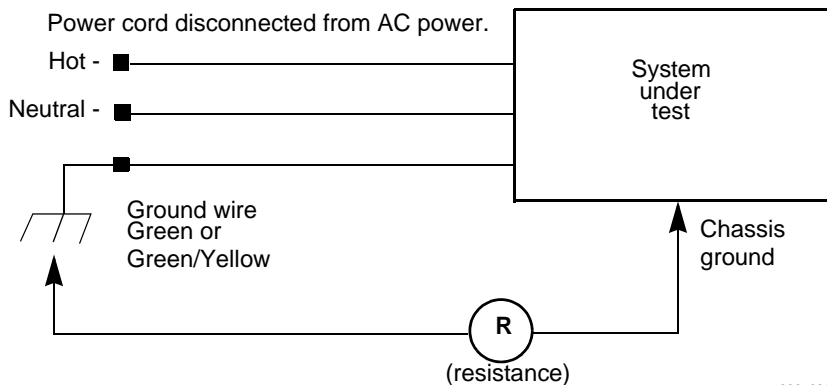 Power cord disconnected from AC power.
Hot -
Neutral -
System
under
test
Ground wire
Green or
Green/Yellow
Chassis
ground
R
(resistance)